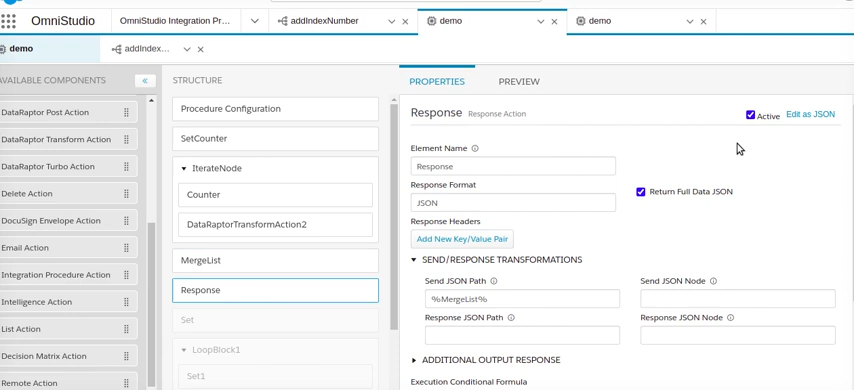 OmniStudio
OmniStudio Integration Pr...
addIndexNumber
demo
demo
demo
addIndex...
AVAILABLE COMPONENTS
DataRaptor Post Action
DataRaptor Transform Action
DataRaptor Turbo Action
Delete Action
DocuSign Envelope Action
Email Action
Integration Procedure Action
Intelligence Action
List Action
Decision Matrix Action
Remote Action
STRUCTURE
Procedure Configuration
SetCounter
IterateNode
Counter
DataRaptorTransformAction2
MergeList
Response
Set
LoopBlock1
Set1
PROPERTIES
PREVIEW
Response Response Action
Active
Edit as JSON
Element Name
Response
Response Format
JSON
Return Full Data JSON
Response Headers
Add New Key/Value Pair
SEND/RESPONSE TRANSFORMATIONS
Send JSON Path
Send JSON Node
%MergeList%
Response JSON Path
Response JSON Node
ADDITIONAL OUTPUT RESPONSE
Execution Conditional Formula